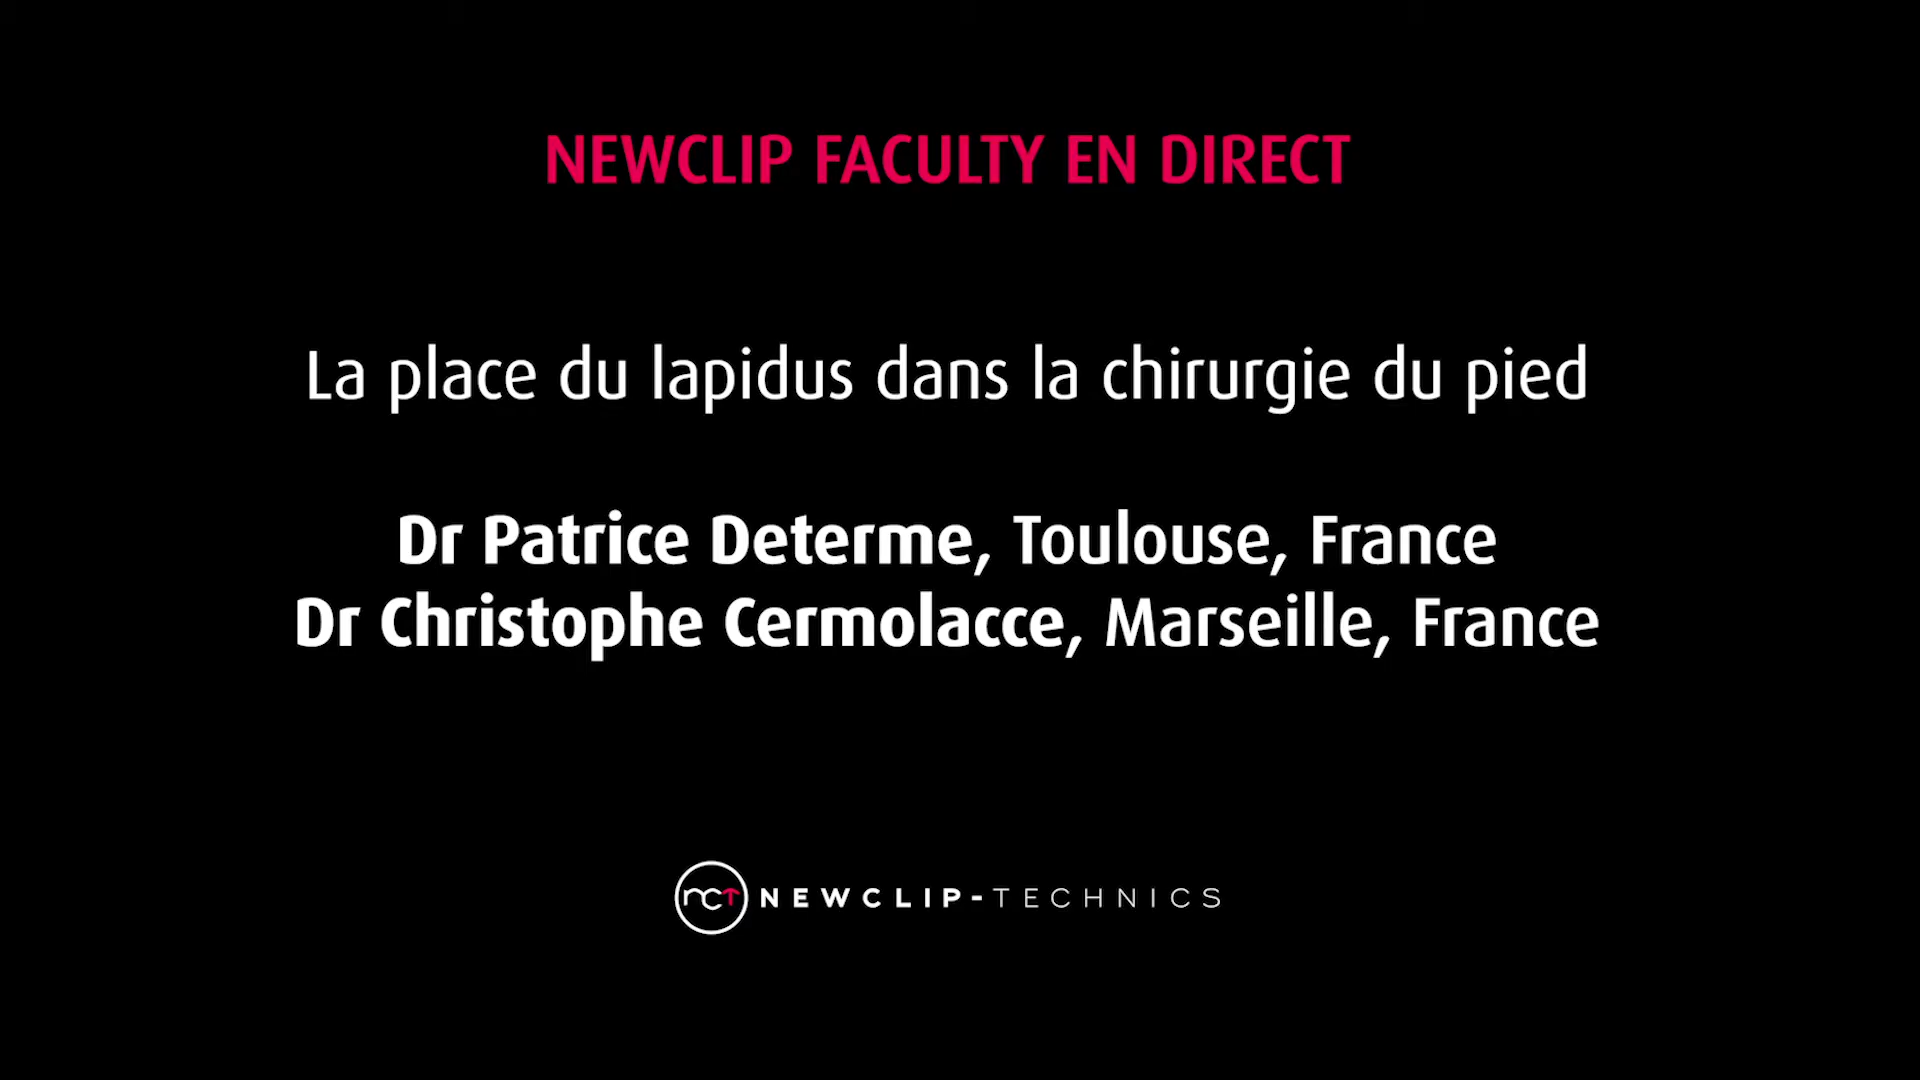 NEWCLIP FACULTY EN DIRECT
La place du lapidus dans la chirurgie du pied
Dr Patrice Determe, Toulouse, France
Dr Christophe Cermolacce, Marseille, France
nct NEWCLIP-TECHNICS